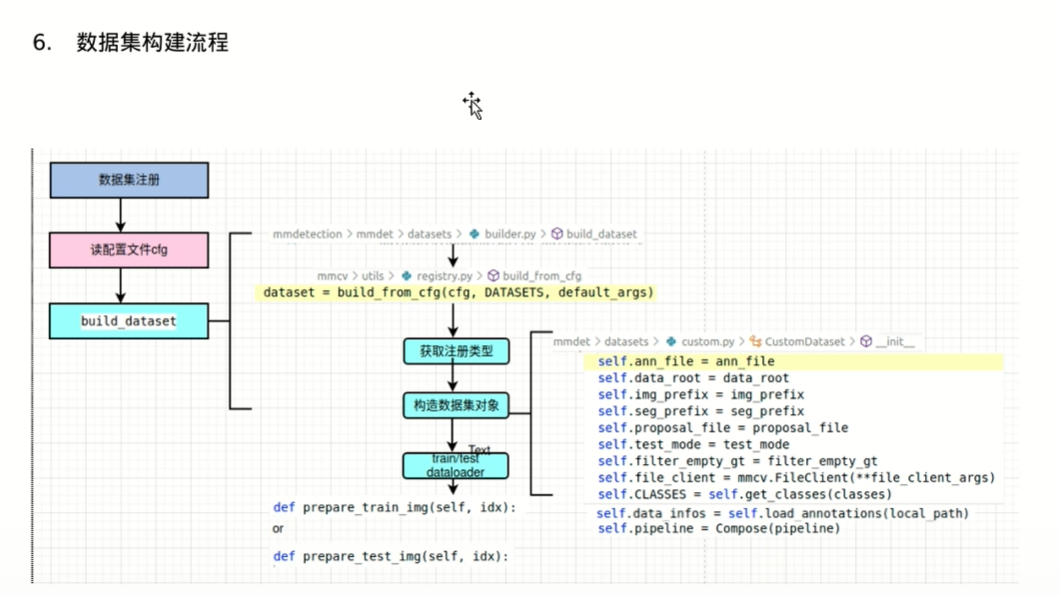 6. 数据集构建流程
数据集注册
读配置文件cfg
build_dataset
mmdetection > mmdet > datasets > builder.py > build_dataset
mmcv > utils > registry.py > build_from_cfg
dataset = build_from_cfg(cfg, DATASETS, default_args)
获取注册类型
构造数据集对象
Text
train/test
dataloader
def prepare_train_img(self, idx):
or
def prepare_test_img(self, idx):
mmdet > datasets > custom.py > CustomDataset > __init__
self.ann_file = ann_file
self.data_root = data_root
self.img_prefix = img_prefix
self.seg_prefix = seg_prefix
self.proposal_file = proposal_file
self.test_mode = test_mode
self.filter_empty_gt = filter_empty_gt
self.file_client = mmcv.FileClient(**file_client_args)
self.CLASSES = self.get_classes(classes)
self.data_infos = self.load_annotations(local_path)
self.pipeline = Compose(pipeline)